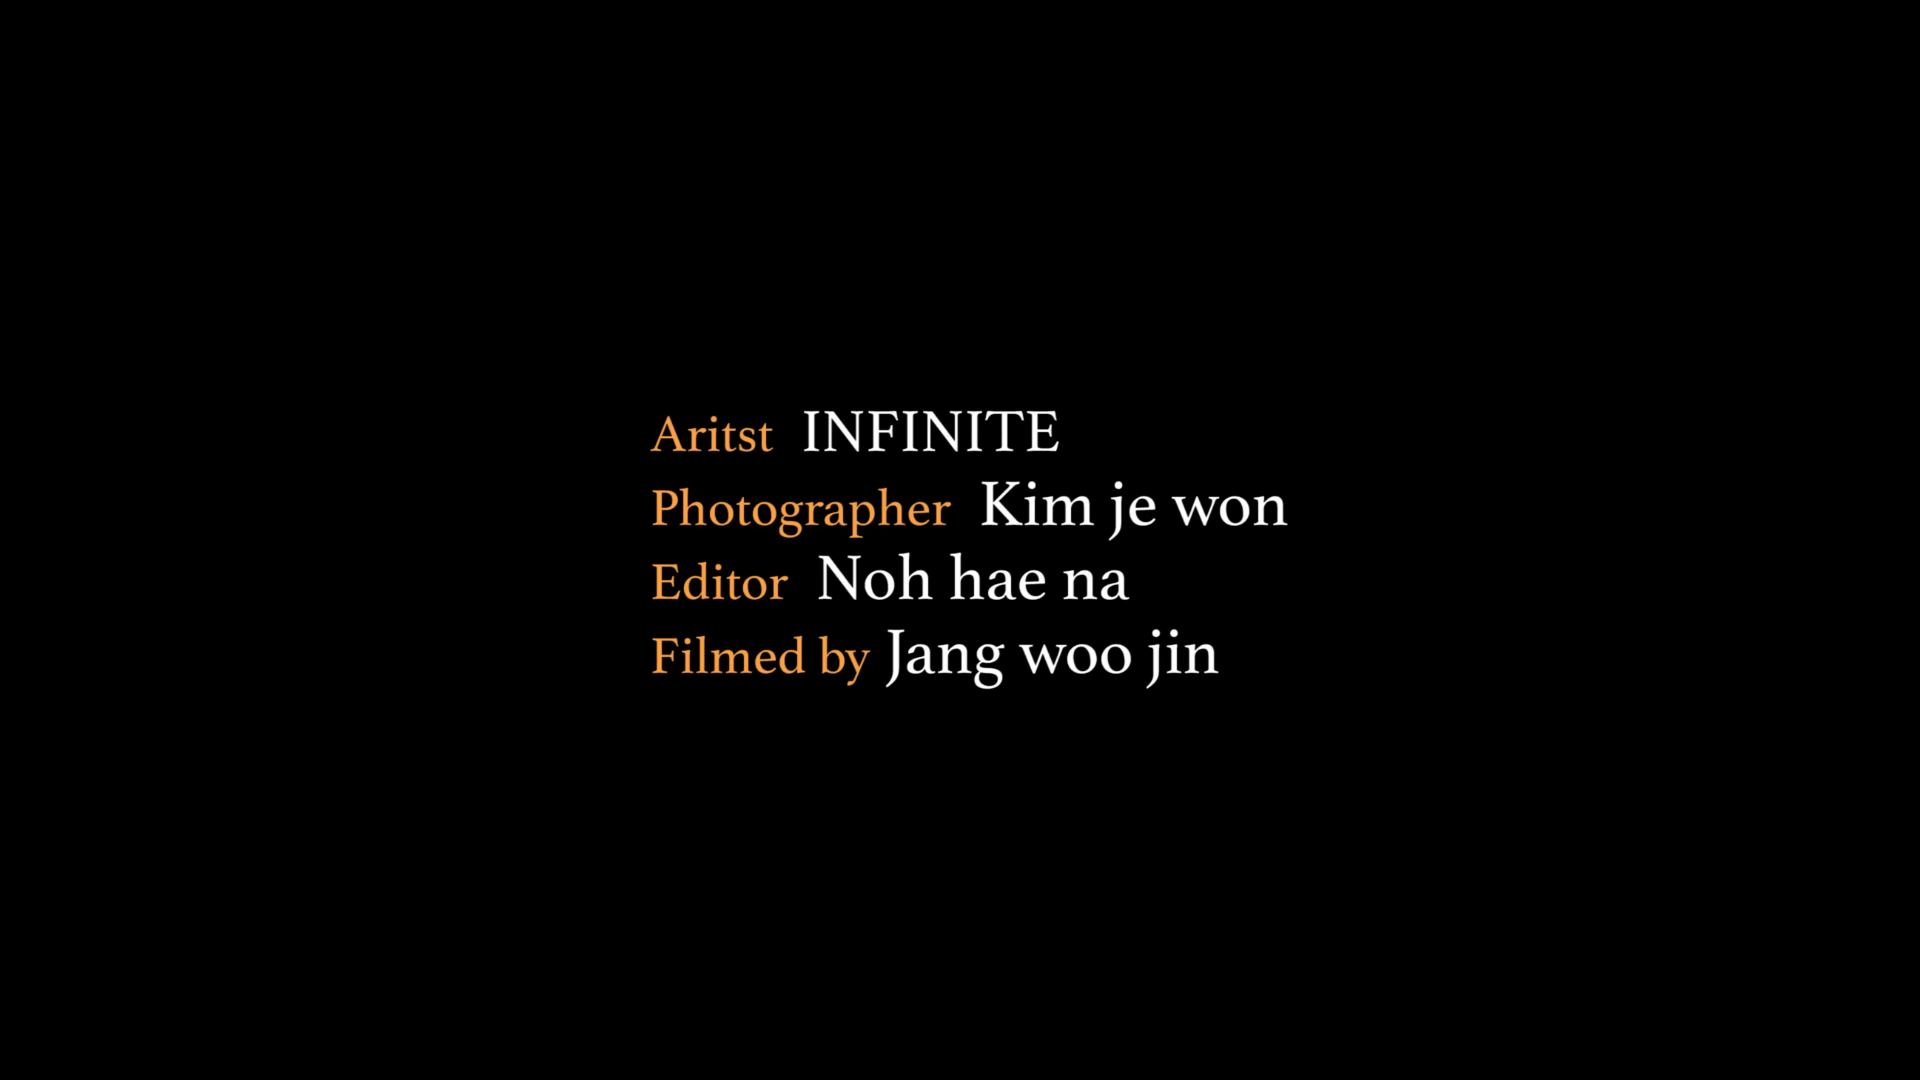 Aritst INFINITE
Photographer Kim je won
Editor Noh hae na
Filmed by Jang woo jin